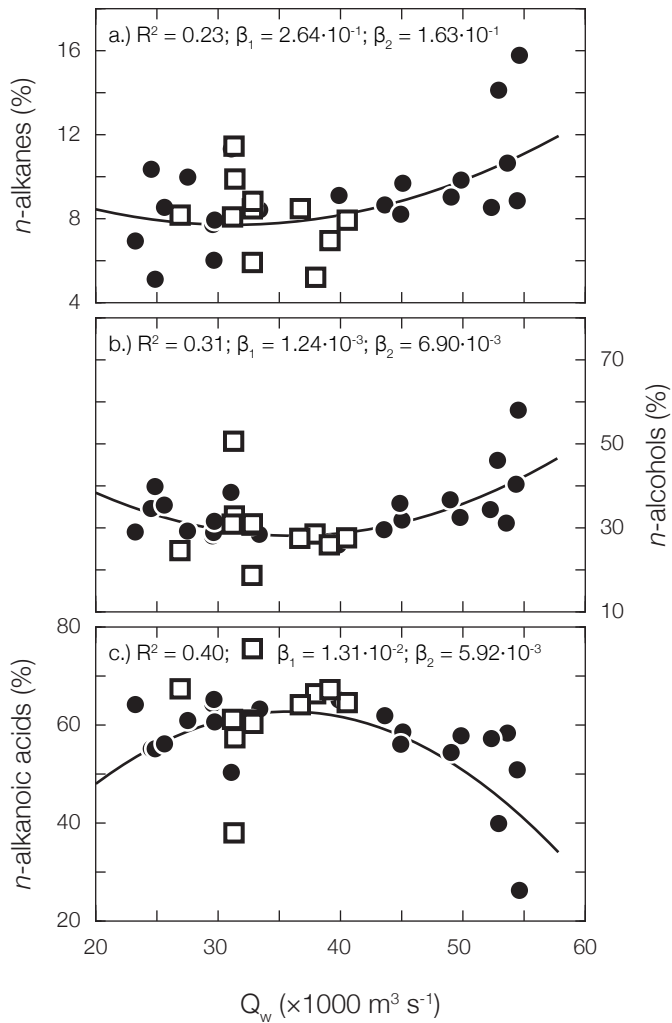 16
a.) R² = 0.23; β₁ = 2.64·10⁻¹; β₂ = 1.63·10⁻¹
12
n-alkanes (%)
8
4
b.) R² = 0.31; β₁ = 1.24·10⁻³; β₂ = 6.90·10⁻³
70
50
n-alcohols (%)
30
10
80
c.) R² = 0.40; β₁ = 1.31·10⁻²; β₂ = 5.92·10⁻³
60
n-alkanoic acids (%)
40
20
20 30 40 50 60
Q_w (×1000 m³ s⁻¹)